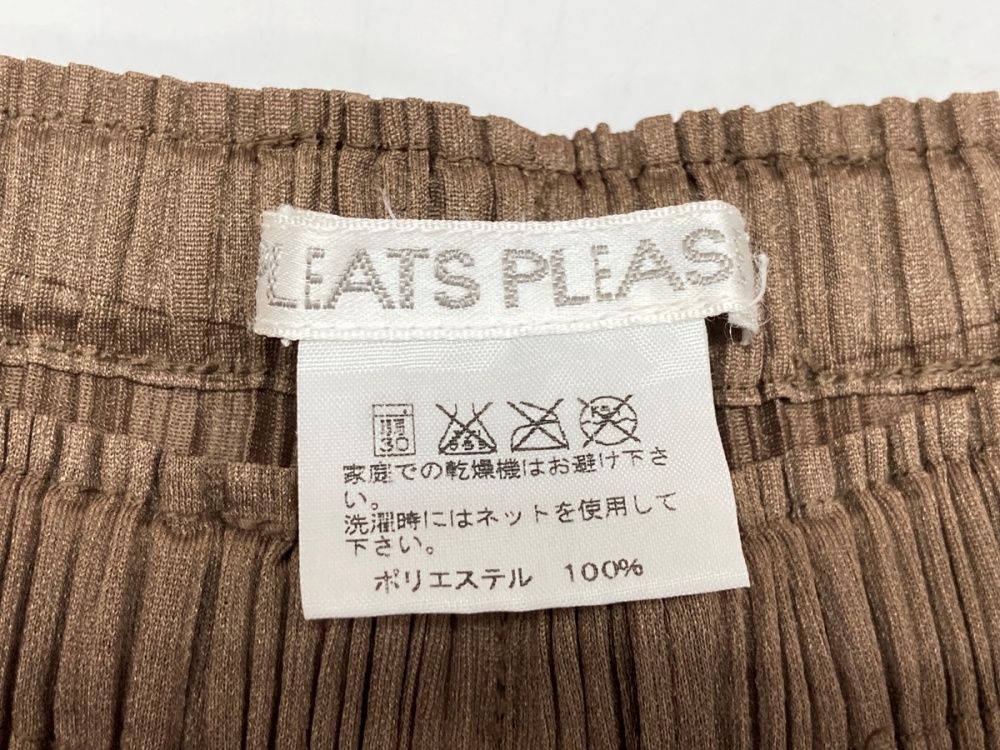 PLEATS PLEAS
30
家庭での乾燥機はお避け下さ
い。
洗濯時にはネットを使用して
下さい。
ポリエステル 100%